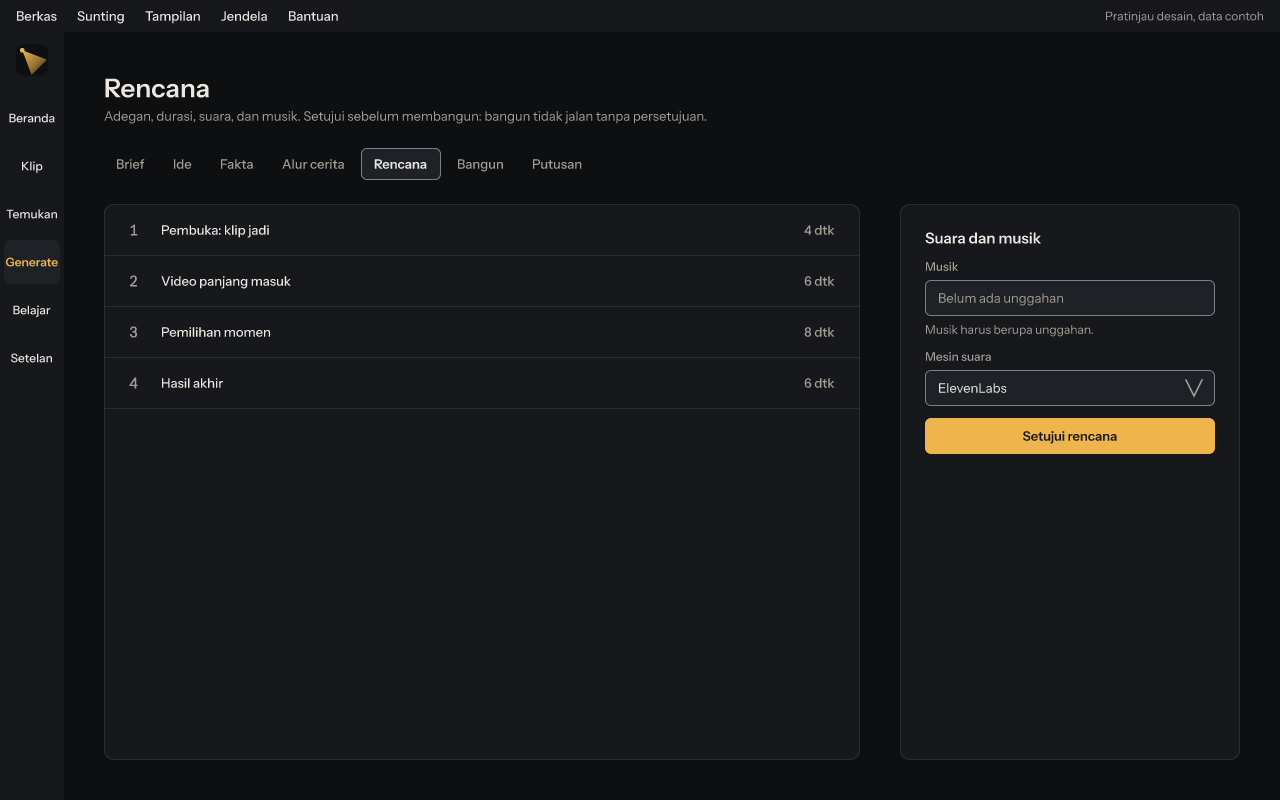 Berkas Sunting Tampilan Jendela Bantuan Pratinjau desain, data contoh
Beranda
Klip
Temukan
Generate
Belajar
Setelan
Rencana
Adegan, durasi, suara, dan musik. Setujui sebelum membangun: bangun tidak jalan tanpa persetujuan.
Brief Ide Fakta Alur cerita Rencana Bangun Putusan
1 Pembuka: klip jadi 4 dtk
2 Video panjang masuk 6 dtk
3 Pemilihan momen 8 dtk
4 Hasil akhir 6 dtk
Suara dan musik
Musik
Belum ada unggahan
Musik harus berupa unggahan.
Mesin suara
ElevenLabs
Setujui rencana